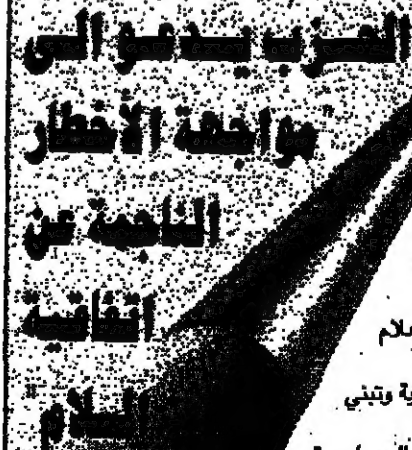 الحزب يدعو الى
"مواجهة الأخطار
الناجمة عن
اتفاقية
السلام"
سلام
ية وتبني